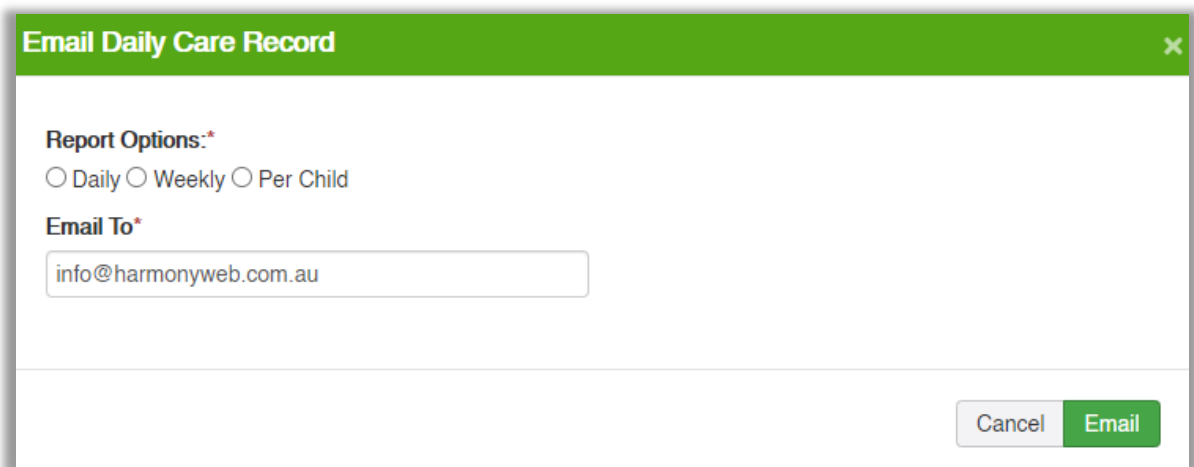 Email Daily Care Record ×
Report Options:*
Daily Weekly Per Child
Email To*
info@harmonyweb.com.au
Cancel Email